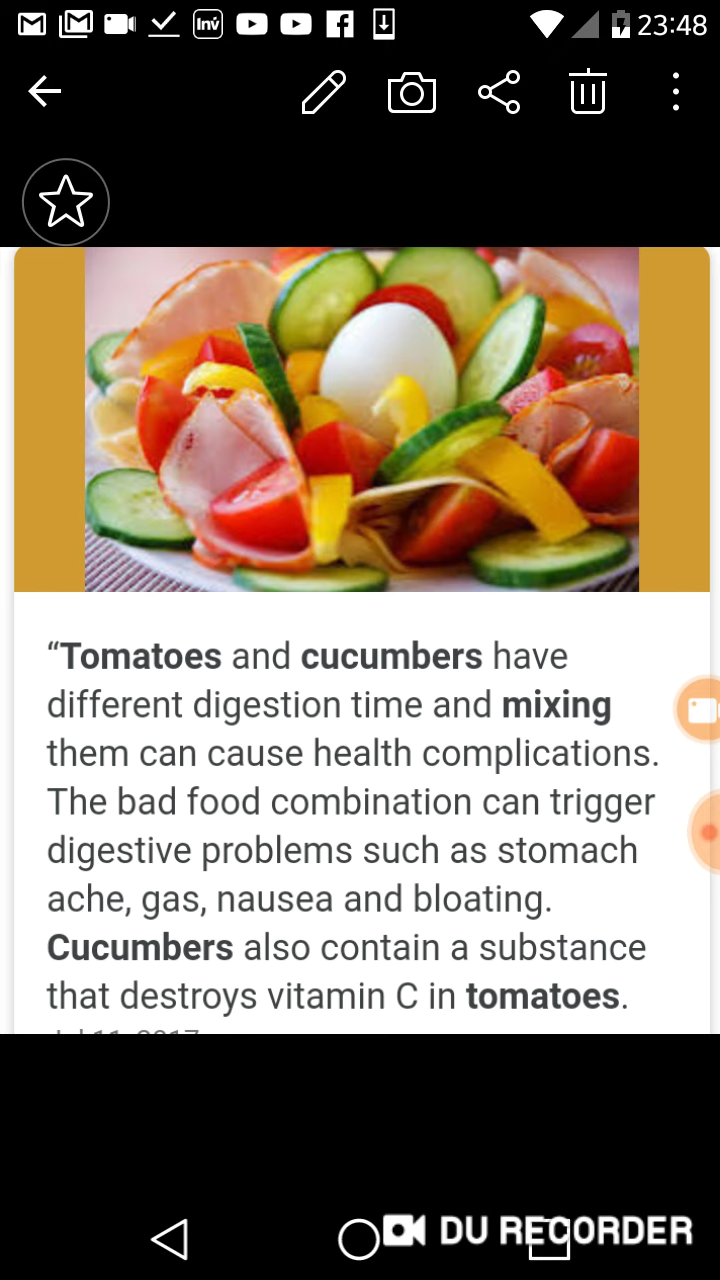 Inv
23:48
“Tomatoes and cucumbers have
different digestion time and mixing
them can cause health complications.
The bad food combination can trigger
digestive problems such as stomach
ache, gas, nausea and bloating.
Cucumbers also contain a substance
that destroys vitamin C in tomatoes.
DU RECORDER